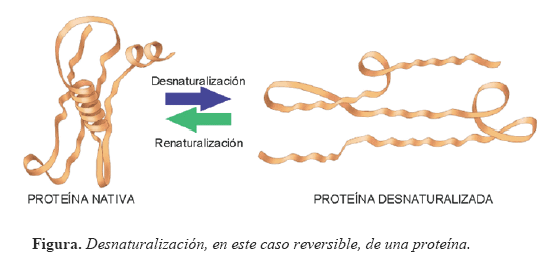 Desnaturalización
Renaturalización
PROTEÍNA NATIVA
PROTEÍNA DESNATURALIZADA
Figura. Desnaturalización, en este caso reversible, de una proteína.